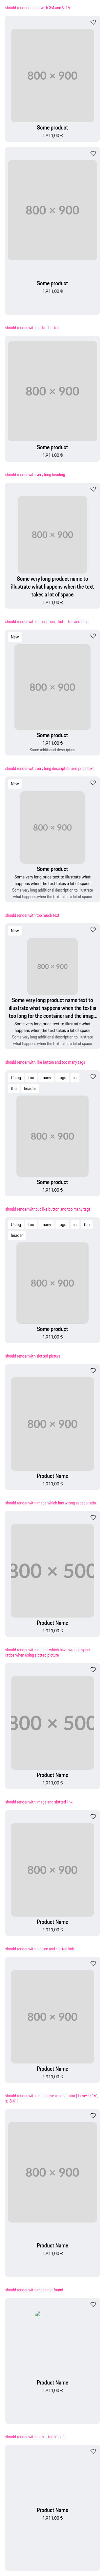 should render default with 3:4 and 9:16
800 × 900
Some product
1.911,00 €
800 × 900
Some product
1.911,00 €
should render without like button
800 × 900
Some product
1.911,00 €
should render with very long heading
800 × 900
Some very long product name to
illustrate what happens when the text
takes a lot of space
1.911,00 €
should render with description, likeButton and tags
New
800 × 900
Some product
1.911,00 €
Some additional description
should render with very long description and price text
New
800 × 900
Some product
Some very long price text to illustrate what
happens when the text takes a lot of space
Some very long additional description to illustrate
what happens when the text takes a lot of space
should render with too much text
New
800 × 900
Some very long product name text to
illustrate what happens when the text is
too long for the container and the imag...
Some very long price text to illustrate what
happens when the text takes a lot of space
Some very long additional description to illustrate
what happens when the text takes a lot of space
should render with like button and too many tags
Using
too
many
tags
in
the
header
800 × 900
Some product
1.911,00 €
should render without like button and too many tags
Using
too
many
tags
in
the
header
800 × 900
Some product
1.911,00 €
should render with slotted picture
800 × 900
Product Name
1.911,00 €
should render with image which has wrong aspect-ratio
800 × 500
Product Name
1.911,00 €
should render with images which have wrong aspect-
ratios when using slotted picture
800 × 500
Product Name
1.911,00 €
should render with image and slotted link
800 × 900
Product Name
1.911,00 €
should render with picture and slotted link
800 × 900
Product Name
1.911,00 €
should render with responsive aspect-ratio { base: '9:16',
s: '3:4' }
800 × 900
Product Name
1.911,00 €
should render with image not found
Product Name
1.911,00 €
should render without slotted image
Product Name
1.911,00 €